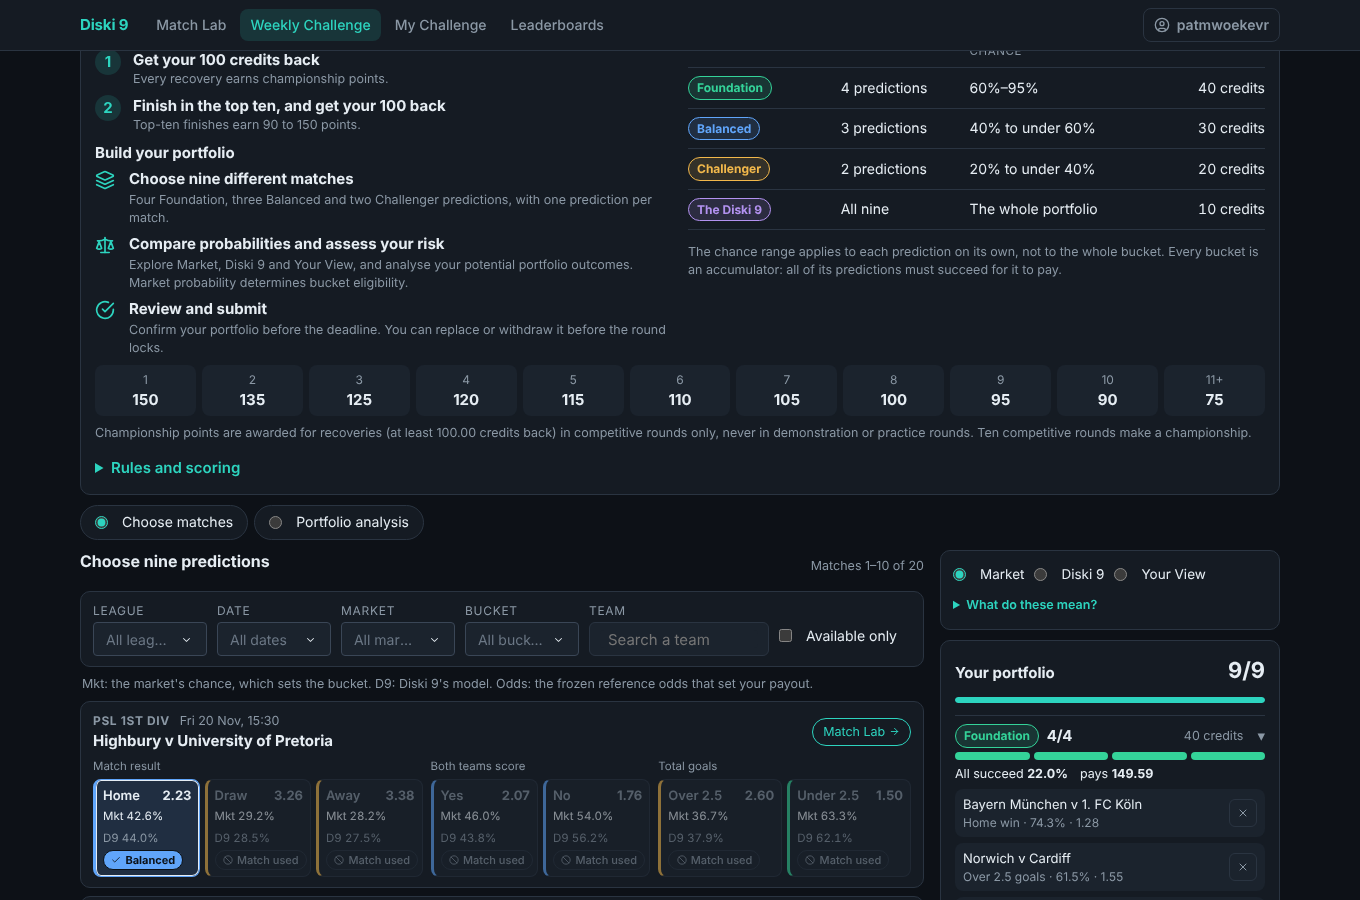 Diski 9
Match Lab
Weekly Challenge
My Challenge
Leaderboards
patmwoekevr
1
Get your 100 credits back
Every recovery earns championship points.
2
Finish in the top ten, and get your 100 back
Top-ten finishes earn 90 to 150 points.
Build your portfolio
Choose nine different matches
Four Foundation, three Balanced and two Challenger predictions, with one prediction per
match.
Compare probabilities and assess your risk
Explore Market, Diski 9 and Your View, and analyse your potential portfolio outcomes.
Market probability determines bucket eligibility.
Review and submit
Confirm your portfolio before the deadline. You can replace or withdraw it before the round
locks.
CHANCE
Foundation 4 predictions 60%–95% 40 credits
Balanced 3 predictions 40% to under 60% 30 credits
Challenger 2 predictions 20% to under 40% 20 credits
The Diski 9 All nine The whole portfolio 10 credits
The chance range applies to each prediction on its own, not to the whole bucket. Every bucket is
an accumulator: all of its predictions must succeed for it to pay.
1 2 3 4 5 6 7 8 9 10 11+
150 135 125 120 115 110 105 100 95 90 75
Championship points are awarded for recoveries (at least 100.00 credits back) in competitive rounds only, never in demonstration or practice rounds. Ten competitive rounds make a championship.
Rules and scoring
Choose matches
Portfolio analysis
Choose nine predictions
Matches 1–10 of 20
LEAGUE DATE MARKET BUCKET TEAM
All leag... All dates All mar... All buck... Search a team Available only
Mkt: the market's chance, which sets the bucket. D9: Diski 9's model. Odds: the frozen reference odds that set your payout.
PSL 1ST DIV Fri 20 Nov, 15:30
Highbury v University of Pretoria
Match Lab →
Match result Both teams score Total goals
Home 2.23 Draw 3.26 Away 3.38 Yes 2.07 No 1.76 Over 2.5 2.60 Under 2.5 1.50
Mkt 42.6% Mkt 29.2% Mkt 28.2% Mkt 46.0% Mkt 54.0% Mkt 36.7% Mkt 63.3%
D9 44.0% D9 28.5% D9 27.5% D9 43.8% D9 56.2% D9 37.9% D9 62.1%
Balanced Match used Match used Match used Match used Match used Match used
Market Diski 9 Your View
What do these mean?
Your portfolio 9/9
Foundation 4/4 40 credits
All succeed 22.0% pays 149.59
Bayern München v 1. FC Köln
Home win · 74.3% · 1.28
Norwich v Cardiff
Over 2.5 goals · 61.5% · 1.55